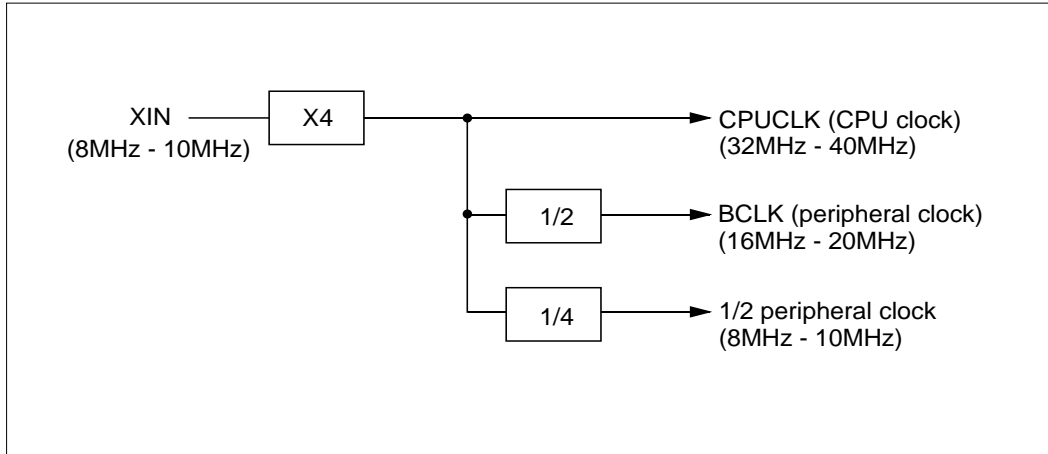 XIN
(8MHz - 10MHz)
X4
CPUCLK (CPU clock)
(32MHz - 40MHz)
1/2
BCLK (peripheral clock)
(16MHz - 20MHz)
1/4
1/2 peripheral clock
(8MHz - 10MHz)